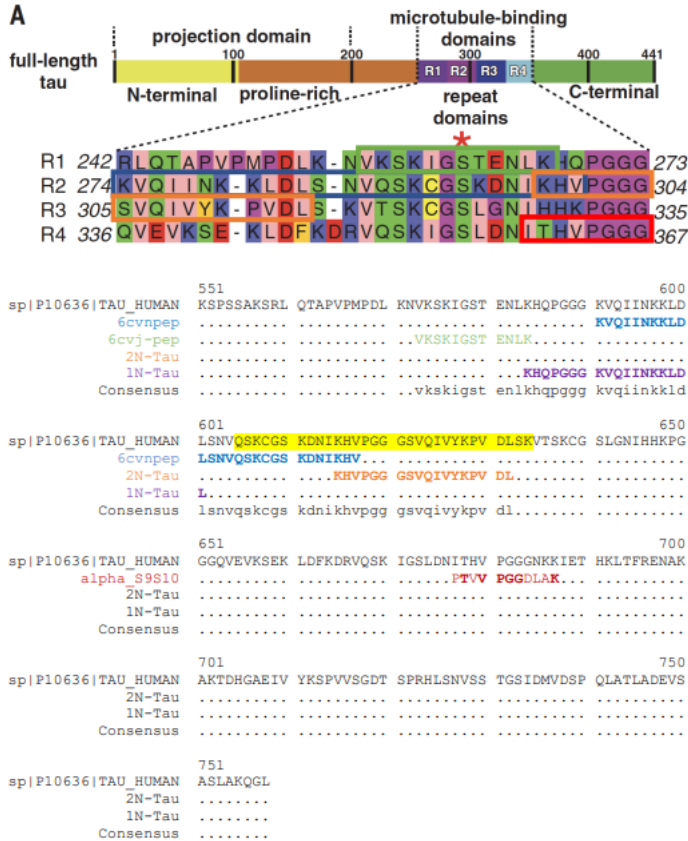 A
projection domain
microtubule-binding domains
full-length tau
1 100 200 300 400 441
R1 R2 R3 R4
N-terminal
proline-rich
repeat domains
C-terminal
*
R1 242 RLQTAPVPMPDLK-NVKSKIGSTENLKHQPGGG 273
R2 274 KVQIINK-KLDLS-NVQSKCGSKDNIKHVPGGG 304
R3 305 SVQIVYK-PVDLS-KVTSKCGSLGNIHHKPGGG 335
R4 336 QVEVKSE-KLDFKDRVQSKIGSLDNITHVPGGG 367
551 600
sp|P10636|TAU_HUMAN KSPSSAKSRL QTAPVPMPDL KNVKSKIGST ENLKHQPGGG KVQIINKKLD
6cvnpep .......... .......... .......... .......... KVQIINKKLD
6cvj-pep .......... .......... ..VKSKIGST ENLK...... ..........
2N-Tau .......... .......... .......... .......... ..........
1N-Tau .......... .......... .......... ...KHQPGGG KVQIINKKLD
Consensus .......... .......... ..vkskigst enlkhqpggg kvqiinkkld
601 650
sp|P10636|TAU_HUMAN LSNVQSKCGS KDNIKHVPGG GSVQIVYKPV DLSKVTSKCG SLGNIHHKPG
6cvnpep LSNVQSKCGS KDNIKHV... .......... .......... ..........
2N-Tau .......... ....KHVPGG GSVQIVYKPV DL........ ..........
1N-Tau L......... .......... .......... .......... ..........
Consensus lsnvqskcgs kdnikhvpgg gsvqivykpv dl........ ..........
651 700
sp|P10636|TAU_HUMAN GGQVEVKSEK LDFKDRVQSK IGSLDNITHV PGGGNKKIET HKLTFRENAK
alpha_S9S10 .......... .......... ......PTVV PGGDLAK... ..........
2N-Tau .......... .......... .......... .......... ..........
1N-Tau .......... .......... .......... .......... ..........
Consensus .......... .......... .......... .......... ..........
701 750
sp|P10636|TAU_HUMAN AKTDHGAEIV YKSPVVSGDT SPRHLSNVSS TGSIDMVDSP QLATLADEVS
2N-Tau .......... .......... .......... .......... ..........
1N-Tau .......... .......... .......... .......... ..........
Consensus .......... .......... .......... .......... ..........
751
sp|P10636|TAU_HUMAN ASLAKQGL
2N-Tau ........
1N-Tau ........
Consensus ........